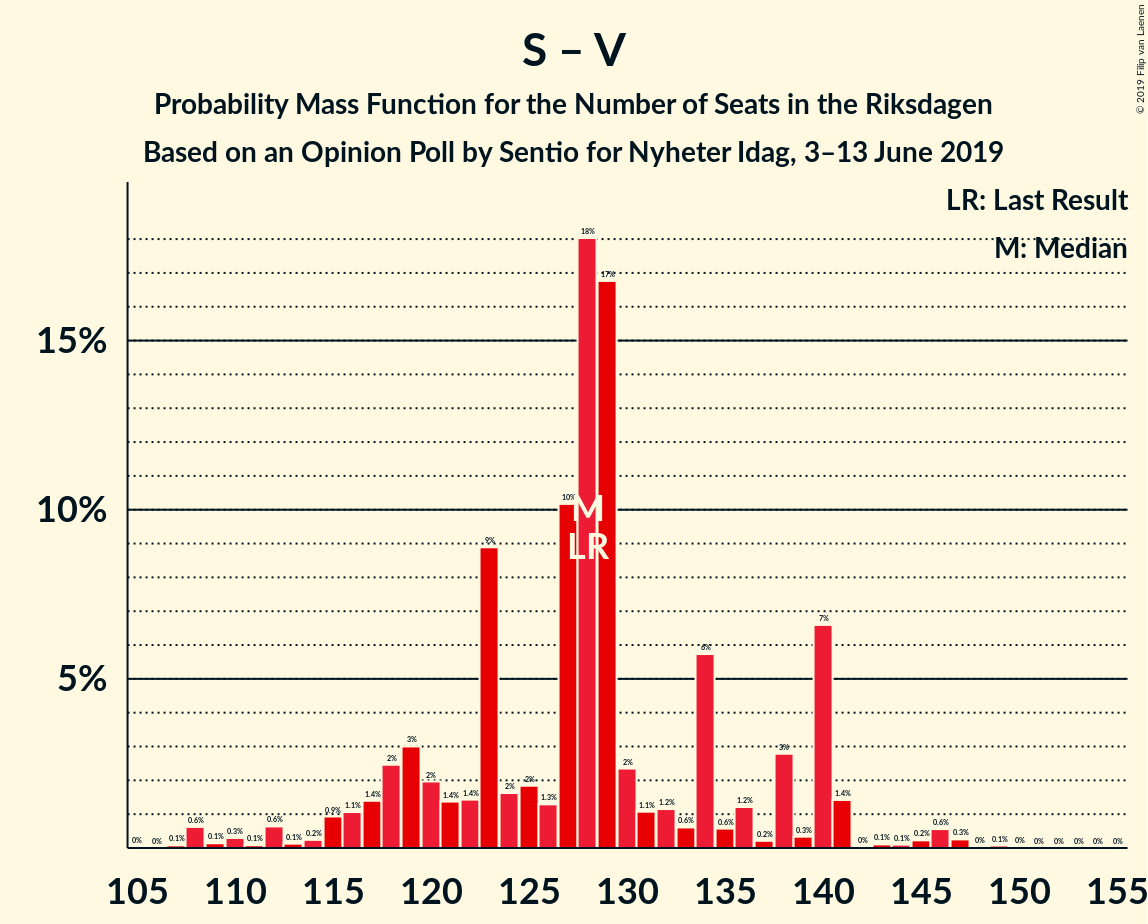 S – V
Probability Mass Function for the Number of Seats in the Riksdagen
Based on an Opinion Poll by Sentio for Nyheter Idag, 3–13 June 2019
© 2019 Filip van Laenen
LR: Last Result
M: Median
15%
10%
5%
0% 0% 0.1% 0.6% 0.1% 0.3% 0.1% 0.6% 0.1% 0.2% 0.9% 1.1% 1.4% 2% 3% 2% 1.4% 1.4% 9% 2% 2% 1.3% 10% 18% 17% 2% 1.1% 1.2% 0.6% 6% 0.6% 1.2% 0.2% 3% 0.3% 7% 1.4% 0% 0.1% 0.1% 0.2% 0.6% 0.3% 0% 0.1% 0% 0% 0% 0% 0% 0%
M
LR
105 110 115 120 125 130 135 140 145 150 155